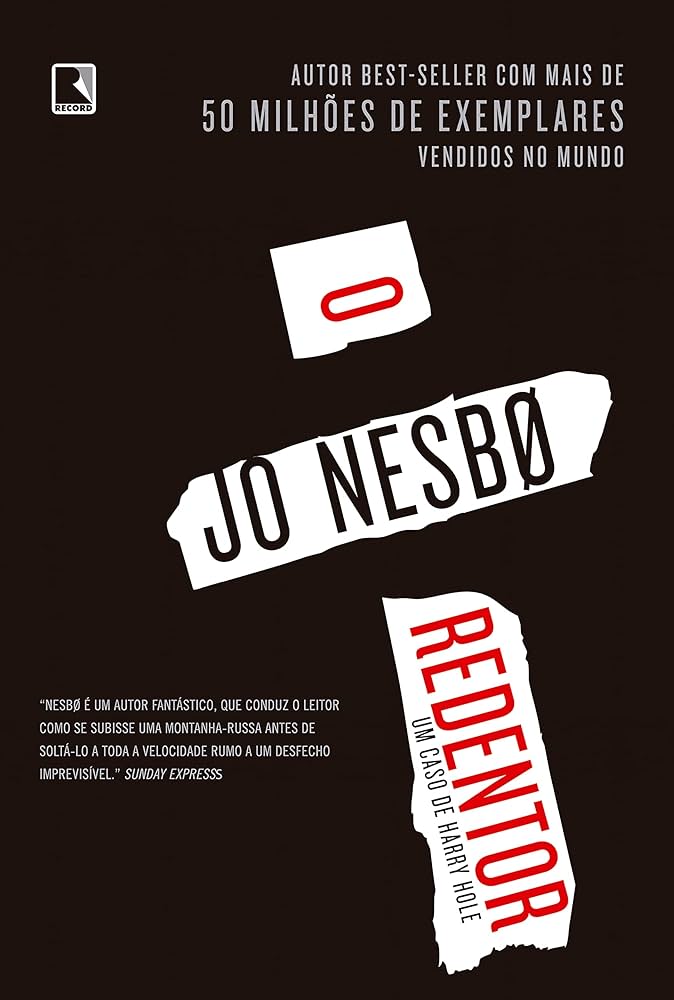 RECORD
AUTOR BEST-SELLER COM MAIS DE
50 MILHÕES DE EXEMPLARES
VENDIDOS NO MUNDO
O
JO NESBØ
REDENTOR
UM CASO DE HARRY HOLE
“NESBØ É UM AUTOR FANTÁSTICO, QUE CONDUZ O LEITOR
COMO SE SUBISSE UMA MONTANHA-RUSSA ANTES DE
SOLTÁ-LO A TODA A VELOCIDADE RUMO A UM DESFECHO
IMPREVISÍVEL.” SUNDAY EXPRESSS